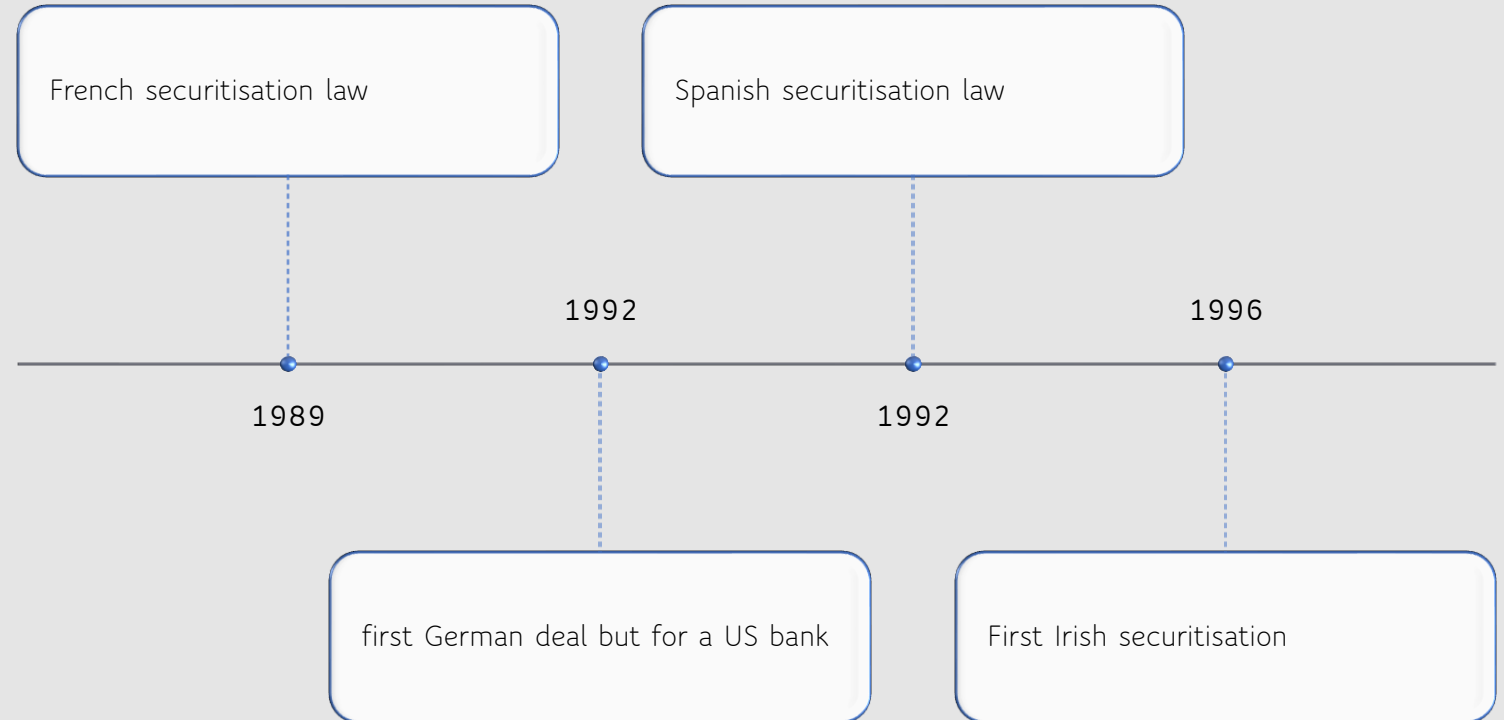 French securitisation law
Spanish securitisation law
1992
1996
1989
1992
first German deal but for a US bank
First Irish securitisation